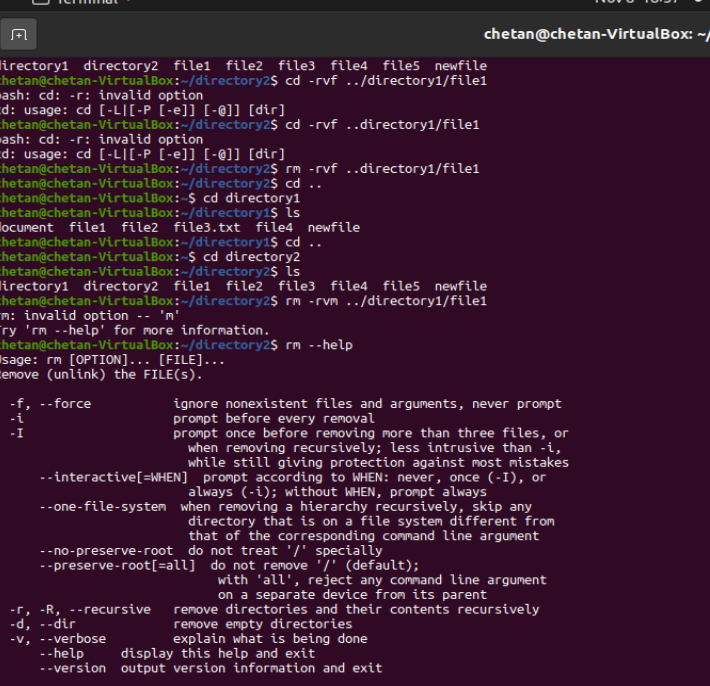 Terminal
Nov 8 18:57
chetan@chetan-VirtualBox: ~/
directory1 directory2 file1 file2 file3 file4 file5 newfile
chetan@chetan-VirtualBox:~/directory2$ cd -rvf ../directory1/file1
bash: cd: -r: invalid option
cd: usage: cd [-L|[-P [-e]] [-@]] [dir]
chetan@chetan-VirtualBox:~/directory2$ cd -rvf ..directory1/file1
bash: cd: -r: invalid option
cd: usage: cd [-L|[-P [-e]] [-@]] [dir]
chetan@chetan-VirtualBox:~/directory2$ rm -rvf ..directory1/file1
chetan@chetan-VirtualBox:~/directory2$ cd ..
chetan@chetan-VirtualBox:~$ cd directory1
chetan@chetan-VirtualBox:~/directory1$ ls
document file1 file2 file3.txt file4 newfile
chetan@chetan-VirtualBox:~/directory1$ cd ..
chetan@chetan-VirtualBox:~$ cd directory2
chetan@chetan-VirtualBox:~/directory2$ ls
directory1 directory2 file1 file2 file3 file4 file5 newfile
chetan@chetan-VirtualBox:~/directory2$ rm -rvm ../directory1/file1
rm: invalid option -- 'm'
Try 'rm --help' for more information.
chetan@chetan-VirtualBox:~/directory2$ rm --help
Usage: rm [OPTION]... [FILE]...
Remove (unlink) the FILE(s).
-f, --force ignore nonexistent files and arguments, never prompt
-i prompt before every removal
-I prompt once before removing more than three files, or
when removing recursively; less intrusive than -i,
while still giving protection against most mistakes
--interactive[=WHEN] prompt according to WHEN: never, once (-I), or
always (-i); without WHEN, prompt always
--one-file-system when removing a hierarchy recursively, skip any
directory that is on a file system different from
that of the corresponding command line argument
--no-preserve-root do not treat '/' specially
--preserve-root[=all] do not remove '/' (default);
with 'all', reject any command line argument
on a separate device from its parent
-r, -R, --recursive remove directories and their contents recursively
-d, --dir remove empty directories
-v, --verbose explain what is being done
--help display this help and exit
--version output version information and exit